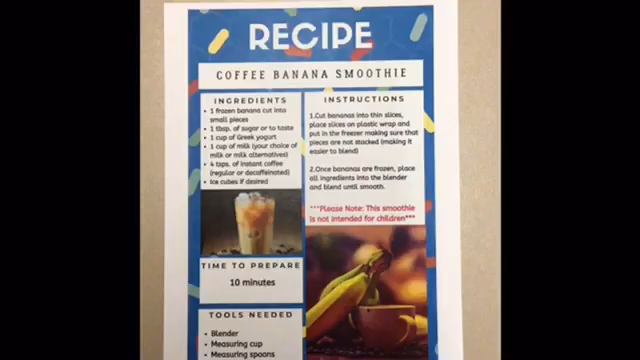 RECIPE
COFFEE BANANA SMOOTHIE
INGREDIENTS
• 1 frozen banana cut into
small pieces
• 1 tbsp. of sugar or to taste
• 1 cup of Greek yogurt
• 1 cup of milk (your choice of
milk or milk alternatives)
• 4 tsps. of instant coffee
(regular or decaffeinated)
• Ice cubes if desired
TIME TO PREPARE
10 minutes
TOOLS NEEDED
• Blender
• Measuring cup
• Measuring spoons
INSTRUCTIONS
1.Cut bananas into thin slices,
place slices on plastic wrap and
put in the freezer making sure that
pieces are not stacked (making it
easier to blend)
2.Once bananas are frozen, place
all ingredients into the blender
and blend until smooth.
***Please Note: This smoothie
is not intended for children***